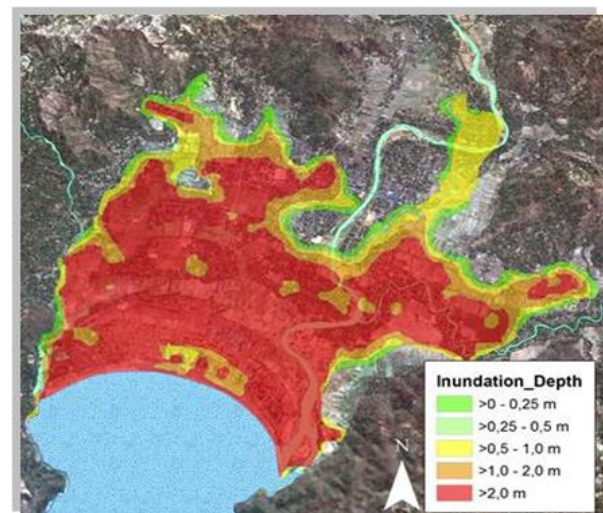 N
Inundation_Depth
>0 - 0,25 m
>0,25 - 0,5 m
>0,5 - 1,0 m
>1,0 - 2,0 m
>2,0 m